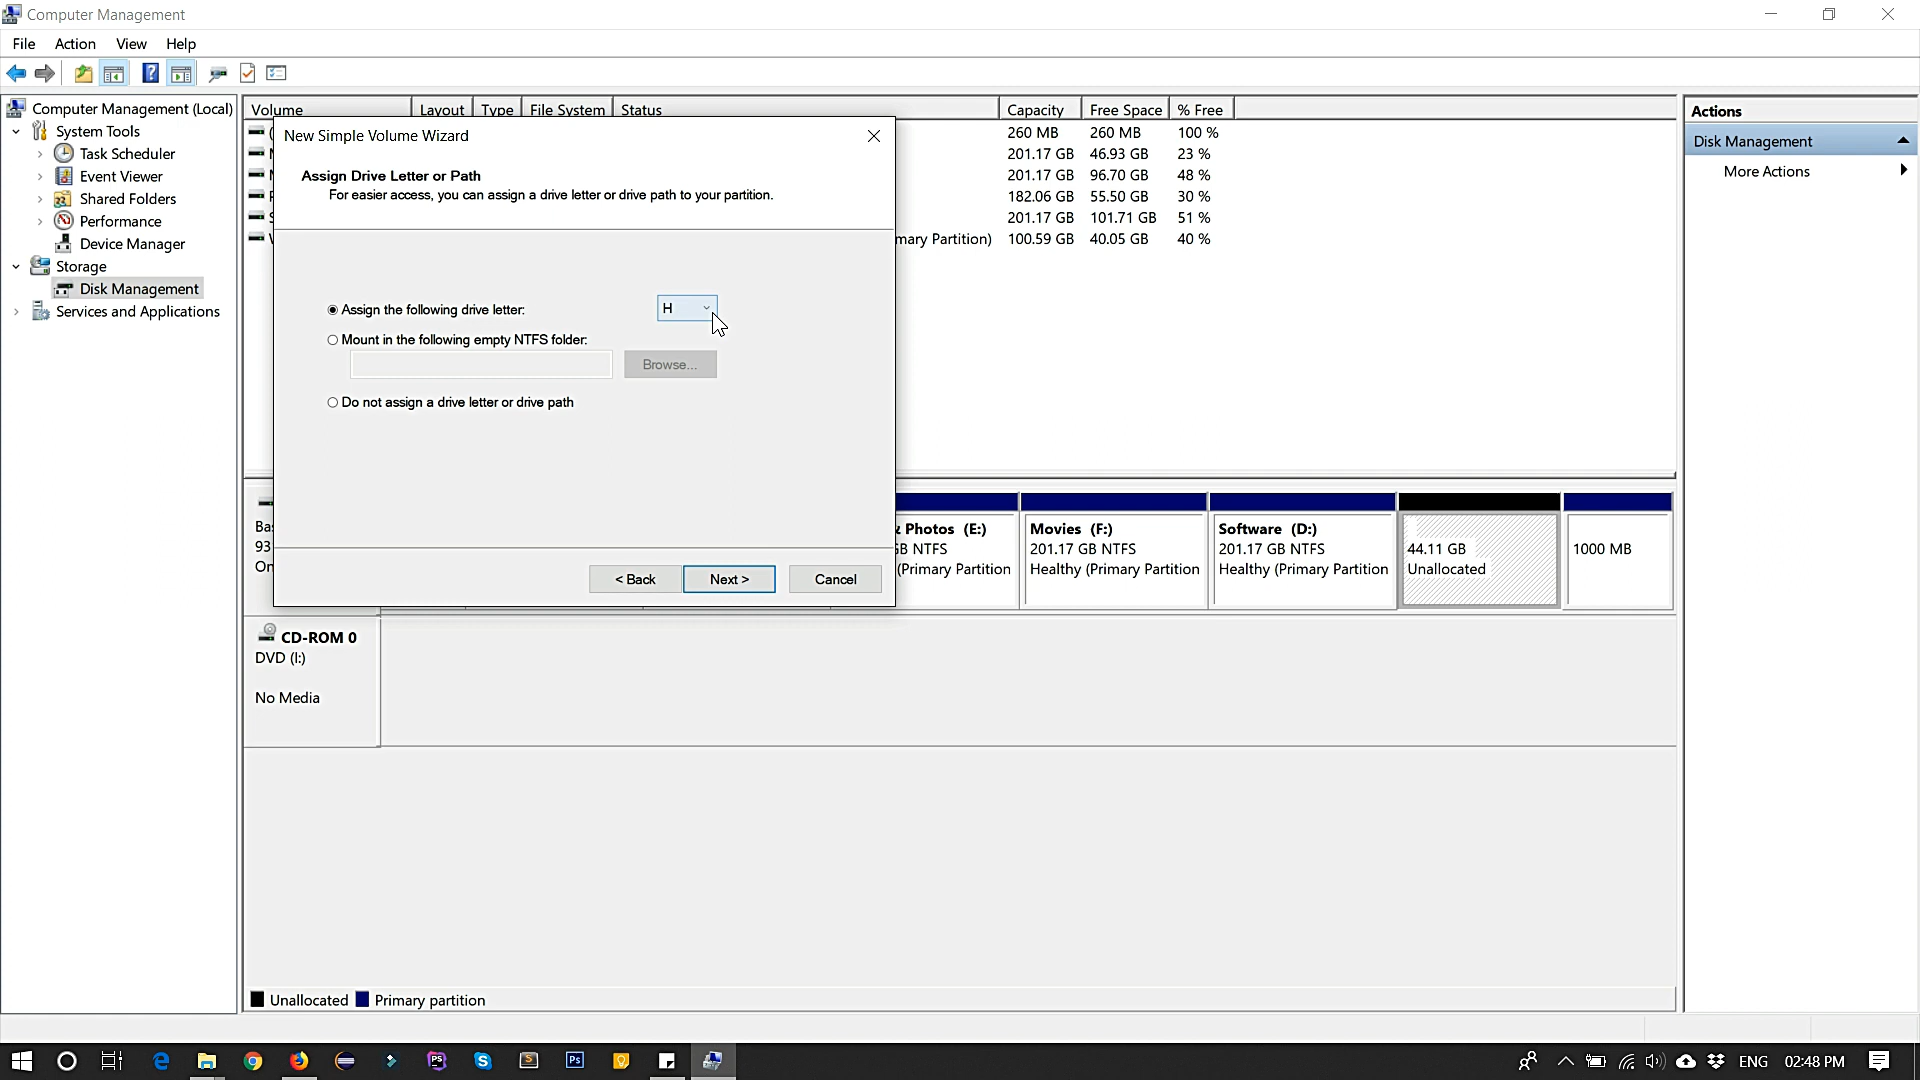 Computer Management
File Action View Help
Computer Management (Local)
System Tools
Task Scheduler
Event Viewer
Shared Folders
Performance
Device Manager
Storage
Disk Management
Services and Applications
Volume Layout Type File System Status Capacity Free Space % Free
260 MB 260 MB 100 %
201.17 GB 46.93 GB 23 %
201.17 GB 96.70 GB 48 %
182.06 GB 55.50 GB 30 %
201.17 GB 101.71 GB 51 %
mary Partition) 100.59 GB 40.05 GB 40 %
New Simple Volume Wizard
Assign Drive Letter or Path
For easier access, you can assign a drive letter or drive path to your partition.
Assign the following drive letter: H
Mount in the following empty NTFS folder:
Browse...
Do not assign a drive letter or drive path
< Back Next > Cancel
Bas
93
On
& Photos (E:)
GB NTFS
(Primary Partition
Movies (F:)
201.17 GB NTFS
Healthy (Primary Partition
Software (D:)
201.17 GB NTFS
Healthy (Primary Partition
44.11 GB
Unallocated
1000 MB
CD-ROM 0
DVD (I:)
No Media
Unallocated Primary partition
Actions
Disk Management
More Actions
ENG 02:48 PM